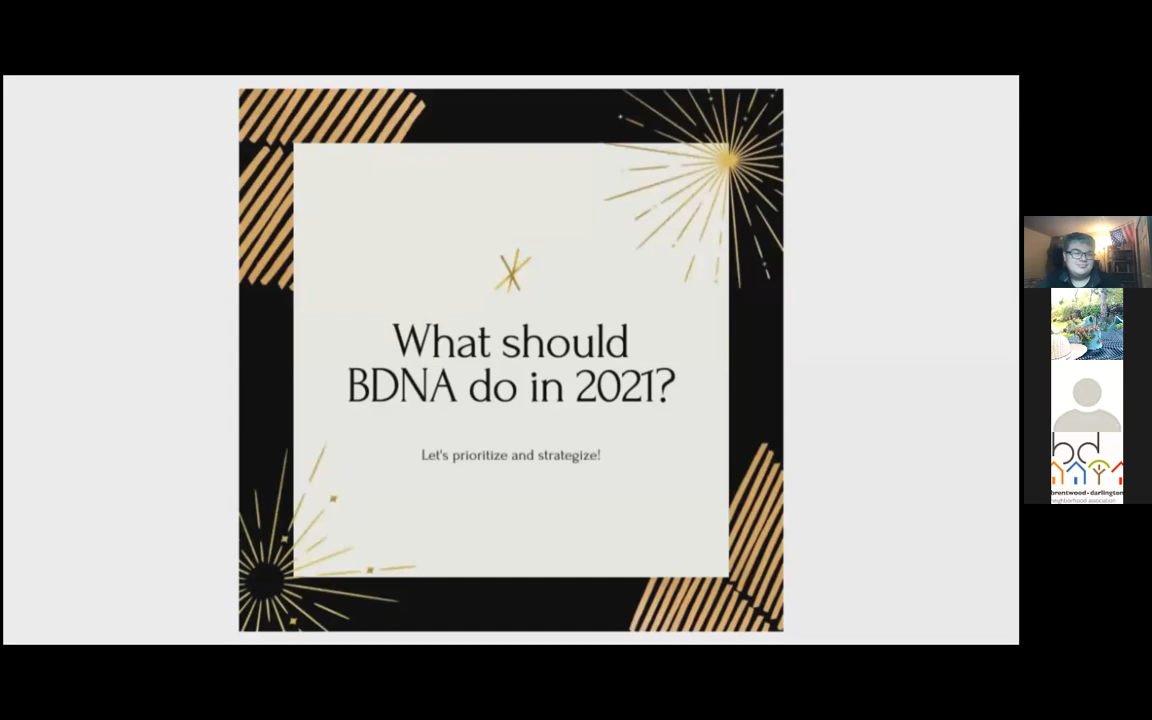 What should
BDNA do in 2021?
Let's prioritize and strategize!
bd
brentwood-darlington
neighborhood association